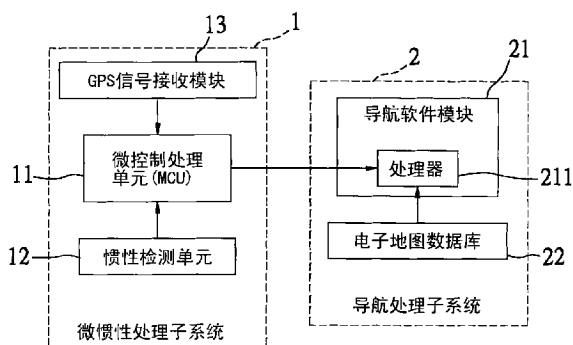 13
1
GPS信号接收模块
11
微控制处理
单元(MCU)
12
惯性检测单元
微惯性处理子系统
2
21
导航软件模块
处理器
211
电子地图数据库
22
导航处理子系统